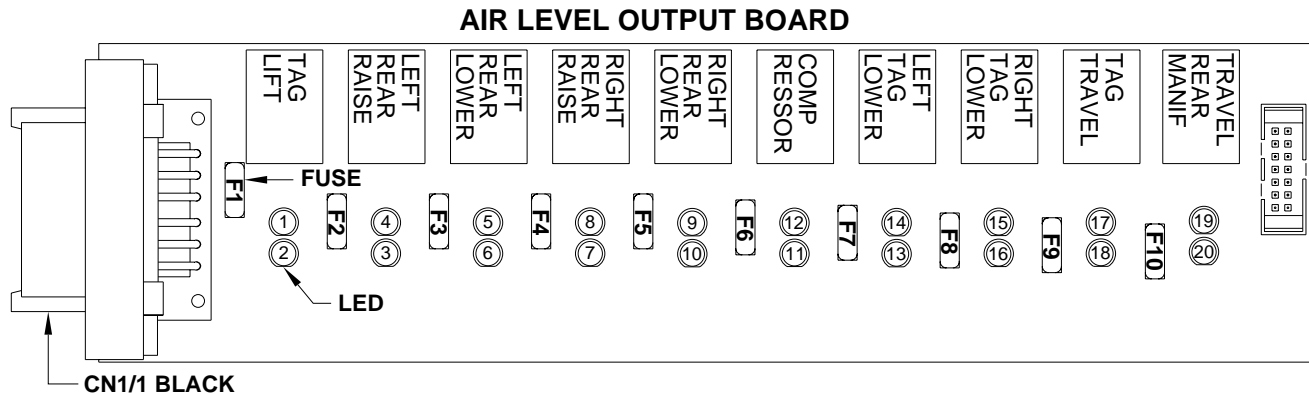 AIR LEVEL OUTPUT BOARD
TAG
LIFT
LEFT
REAR
RAISE
LEFT
REAR
LOWER
RIGHT
REAR
RAISE
RIGHT
REAR
LOWER
COMP
RESSOR
LEFT
TAG
LOWER
RIGHT
TAG
LOWER
TAG
TRAVEL
TRAVEL
REAR
MANIF
F1
FUSE
F2
F3
F4
F5
F6
F7
F8
F9
F10
1
4
5
8
9
12
14
15
17
19
2
3
6
7
10
11
13
16
18
20
LED
CN1/1 BLACK